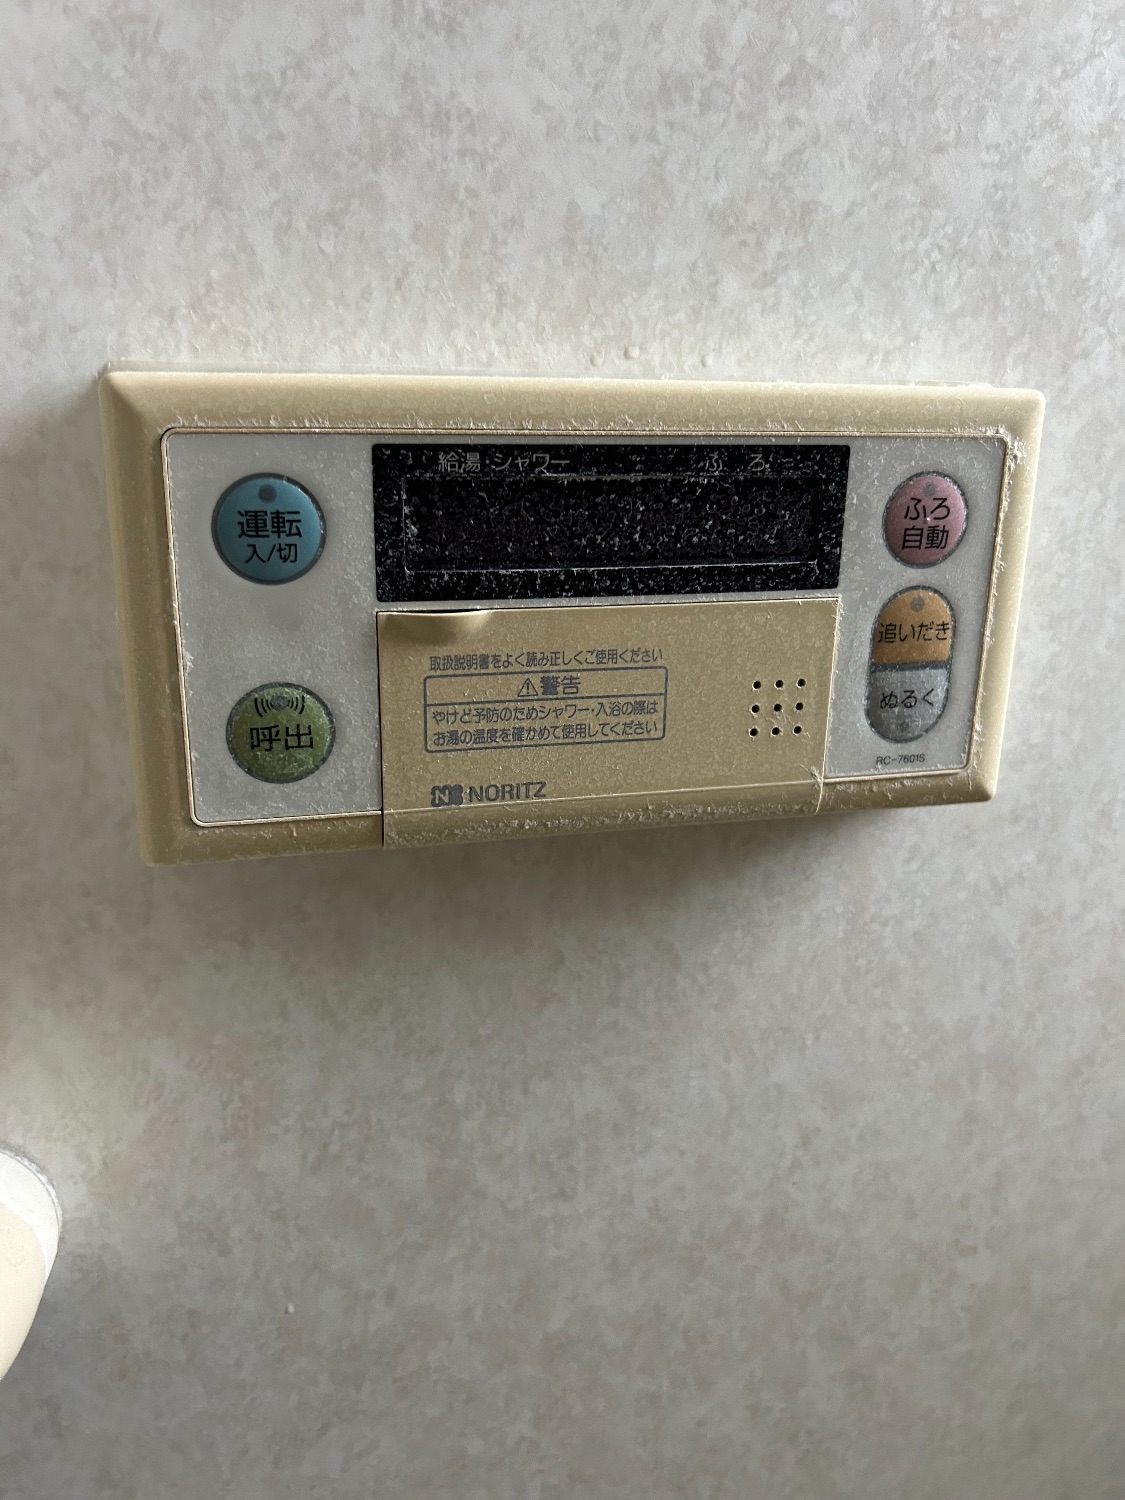 給湯 シャワー ふろ
運転
入/切
ふろ
自動
追いだき
ぬるく
呼出
取扱説明書をよく読み正しくご使用ください
⚠警告
やけど予防のためシャワー・入浴の際は
お湯の温度を確かめて使用してください
RC-7601S
NORITZ